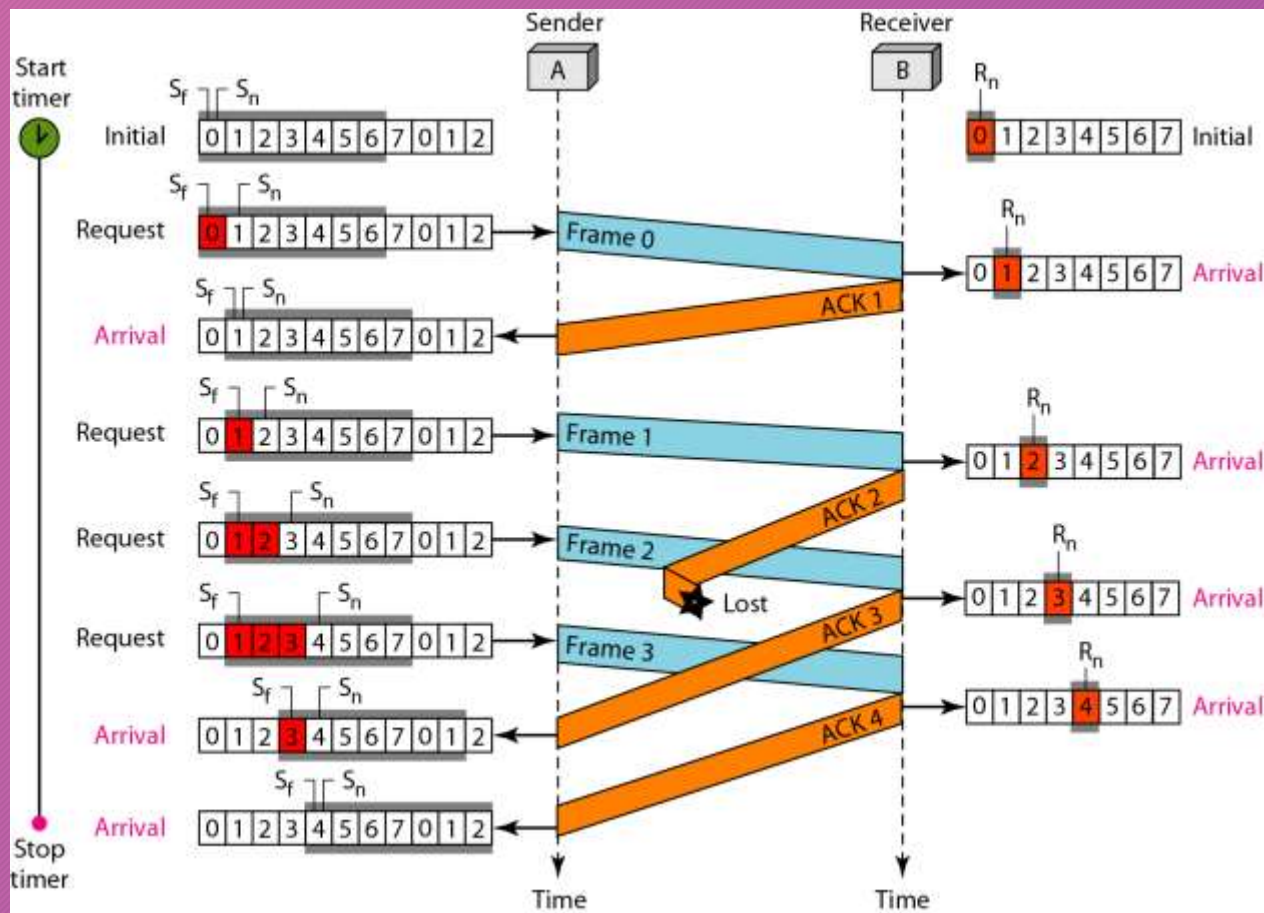 Sender
Receiver
Start
timer
A
B
Sf
Sn
Rn
Initial
0 1 2 3 4 5 6 7 0 1 2
0 1 2 3 4 5 6 7
Initial
Sf
Sn
Request
0 1 2 3 4 5 6 7 0 1 2
Frame 0
Rn
0 1 2 3 4 5 6 7
Arrival
Sf
Sn
ACK 1
Arrival
0 1 2 3 4 5 6 7 0 1 2
Sf
Sn
Rn
Request
0 1 2 3 4 5 6 7 0 1 2
Frame 1
0 1 2 3 4 5 6 7
Arrival
ACK 2
Sf
Sn
Request
0 1 2 3 4 5 6 7 0 1 2
Frame 2
Rn
Lost
0 1 2 3 4 5 6 7
Arrival
Sf
Sn
ACK 3
Request
0 1 2 3 4 5 6 7 0 1 2
Frame 3
Rn
Sf
Sn
0 1 2 3 4 5 6 7
Arrival
Arrival
0 1 2 3 4 5 6 7 0 1 2
ACK 4
Sf
Sn
Arrival
0 1 2 3 4 5 6 7 0 1 2
Stop
timer
Time
Time